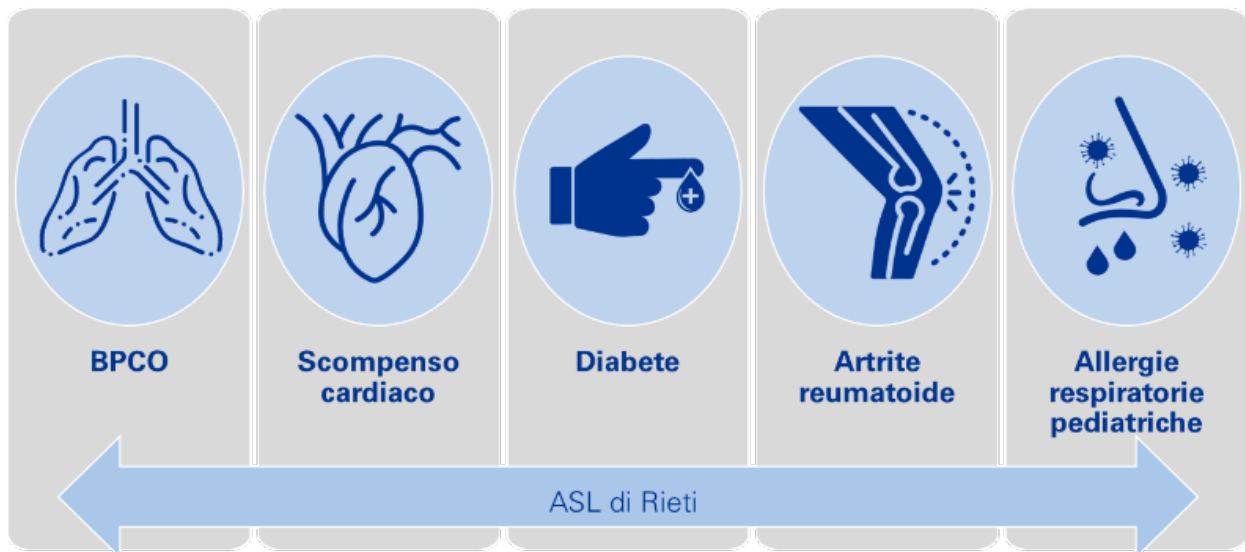 BPCO
Scompenso
cardiaco
Diabete
Artrite
reumatoide
Allergie
respiratorie
pediatriche
ASL di Rieti